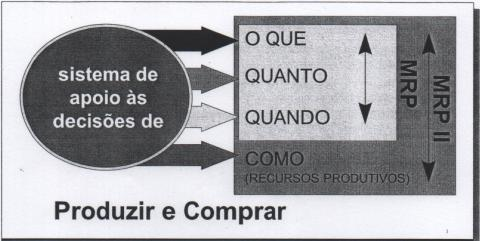 sistema de
apoio às
decisões de
O QUE
QUANTO
QUANDO
COMO
(RECURSOS PRODUTIVOS)
MRP
MRP II
Produzir e Comprar